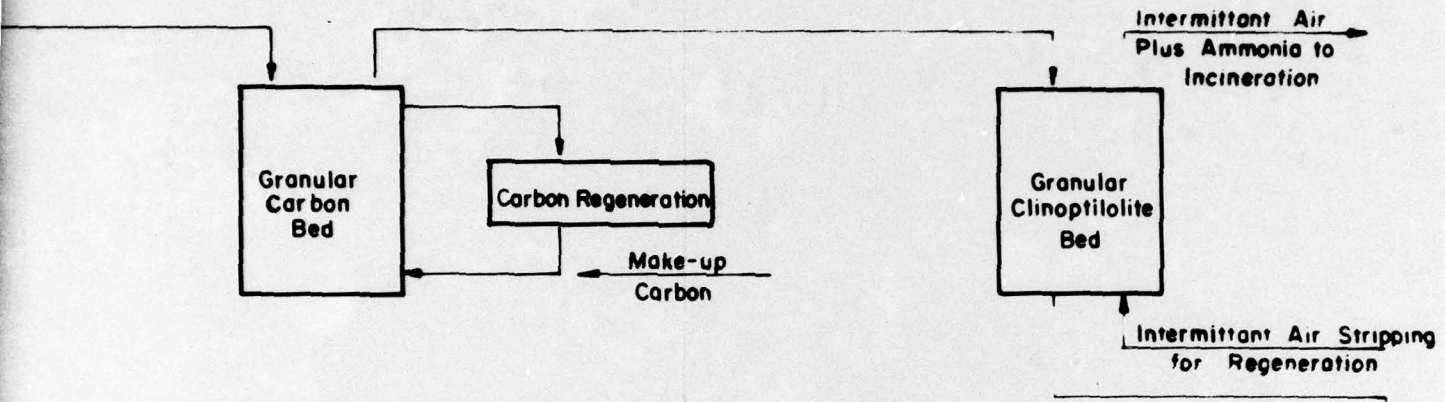 Intermittant Air
Plus Ammonia to
Incineration
Granular
Carbon
Bed
Carbon Regeneration
Make-up
Carbon
Granular
Clinoptilolite
Bed
Intermittant Air Stripping
for Regeneration